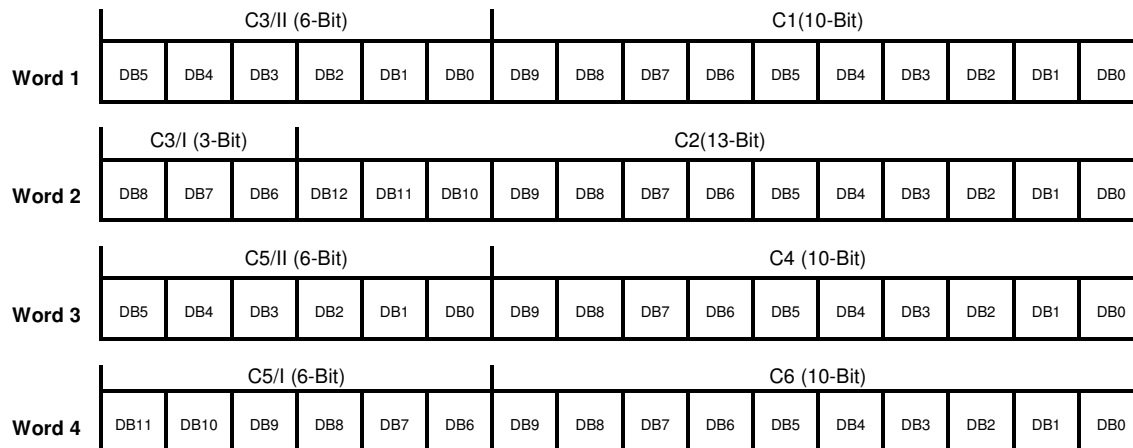 C3/II (6-Bit) C1(10-Bit)
Word 1 DB5 DB4 DB3 DB2 DB1 DB0 DB9 DB8 DB7 DB6 DB5 DB4 DB3 DB2 DB1 DB0
C3/I (3-Bit) C2(13-Bit)
Word 2 DB8 DB7 DB6 DB12 DB11 DB10 DB9 DB8 DB7 DB6 DB5 DB4 DB3 DB2 DB1 DB0
C5/II (6-Bit) C4 (10-Bit)
Word 3 DB5 DB4 DB3 DB2 DB1 DB0 DB9 DB8 DB7 DB6 DB5 DB4 DB3 DB2 DB1 DB0
C5/I (6-Bit) C6 (10-Bit)
Word 4 DB11 DB10 DB9 DB8 DB7 DB6 DB9 DB8 DB7 DB6 DB5 DB4 DB3 DB2 DB1 DB0